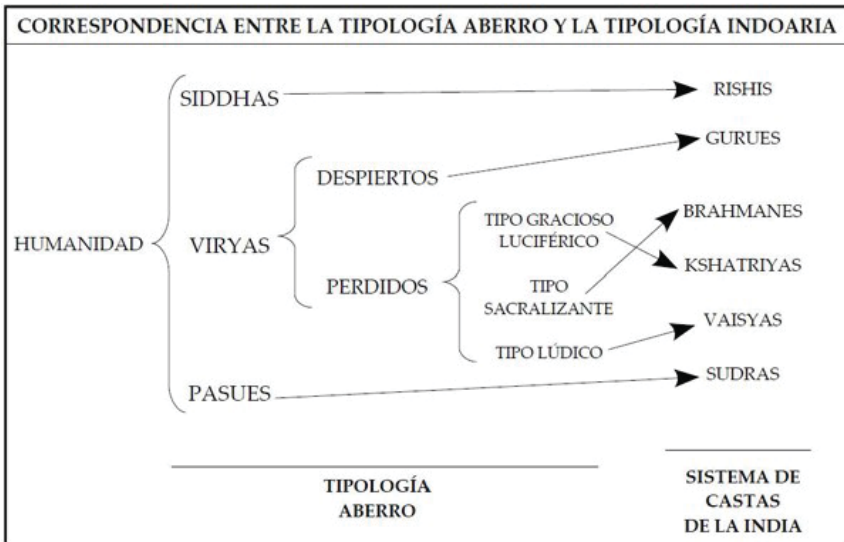 CORRESPONDENCIA ENTRE LA TIPOLOGÍA ABERRO Y LA TIPOLOGÍA INDOARIA
HUMANIDAD
SIDDHAS
VIRYAS
PASUES
DESPIERTOS
PERDIDOS
TIPO GRACIOSO
LUCIFÉRICO
TIPO
SACRALIZANTE
TIPO LÚDICO
RISHIS
GURUES
BRAHMANES
KSHATRIYAS
VAISYAS
SUDRAS
TIPOLOGÍA
ABERRO
SISTEMA DE
CASTAS
DE LA INDIA